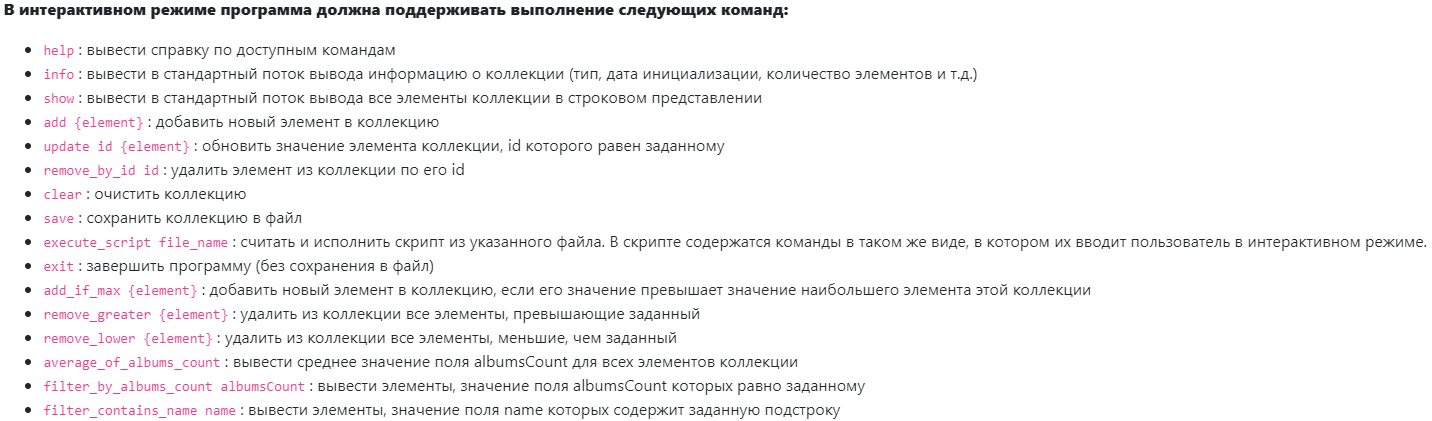 В интерактивном режиме программа должна поддерживать выполнение следующих команд:
help : вывести справку по доступным командам
info : вывести в стандартный поток вывода информацию о коллекции (тип, дата инициализации, количество элементов и т.д.)
show : вывести в стандартный поток вывода все элементы коллекции в строковом представлении
add {element} : добавить новый элемент в коллекцию
update id {element} : обновить значение элемента коллекции, id которого равен заданному
remove_by_id id : удалить элемент из коллекции по его id
clear : очистить коллекцию
save : сохранить коллекцию в файл
execute_script file_name : считать и исполнить скрипт из указанного файла. В скрипте содержатся команды в таком же виде, в котором их вводит пользователь в интерактивном режиме.
exit : завершить программу (без сохранения в файл)
add_if_max {element} : добавить новый элемент в коллекцию, если его значение превышает значение наибольшего элемента этой коллекции
remove_greater {element} : удалить из коллекции все элементы, превышающие заданный
remove_lower {element} : удалить из коллекции все элементы, меньшие, чем заданный
average_of_albums_count : вывести среднее значение поля albumsCount для всех элементов коллекции
filter_by_albums_count albumsCount : вывести элементы, значение поля albumsCount которых равно заданному
filter_contains_name name : вывести элементы, значение поля name которых содержит заданную подстроку